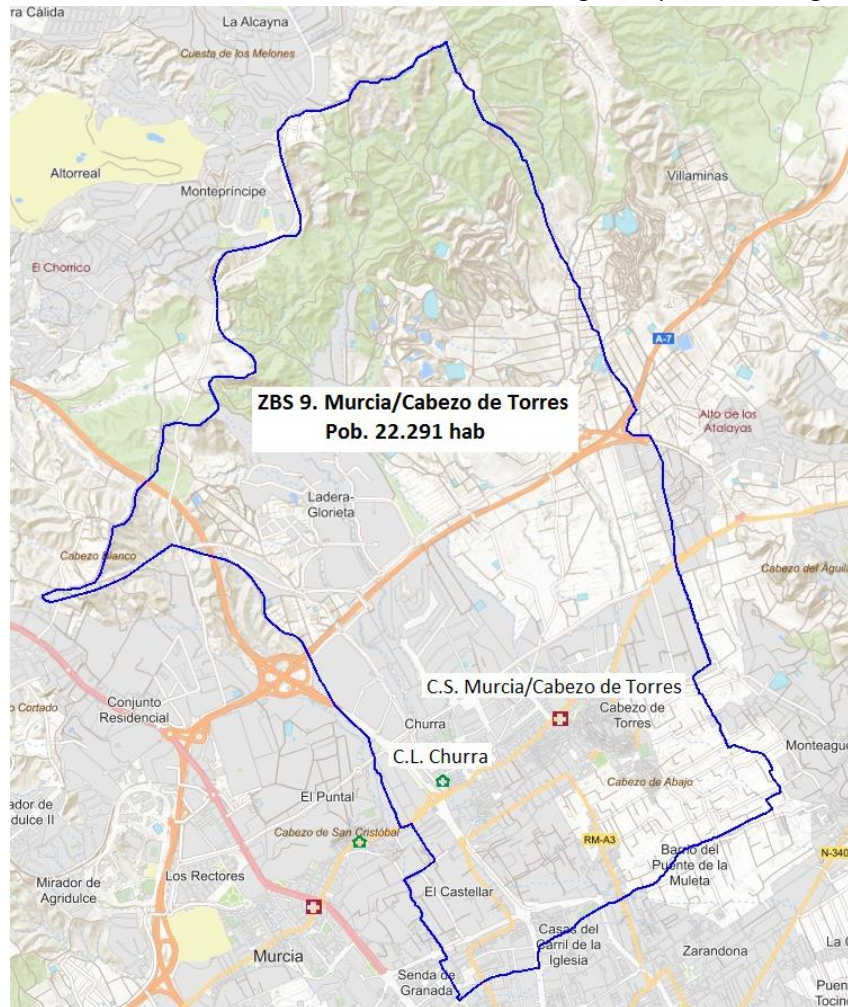 ra Cálida
La Alcayna
Cuesta de los Melones
Altorreal
Montepríncipe
Villaminas
El Chorrico
A-7
ZBS 9. Murcia/Cabezo de Torres
Pob. 22.291 hab
Alto de las
Atalayas
Ladera-
Glorieta
Cabezo Blanco
Cabezo del Águila
C.S. Murcia/Cabezo de Torres
Conjunto
Residencial
o Cortado
Churra
Cabezo de
Torres
Monteagu
C.L. Churra
El Puntal
Cabezo de Abajo
ador de
dulce II
Cabezo de San Cristóbal
RM-A3
N-340
Barrio del
Puente de la
Muleta
Los Rectores
Mirador de
Agridulce
El Castellar
Casas del
Carril de la
Iglesia
Zarandona
La C
Murcia
Senda de
Granada
Puen
Tocino